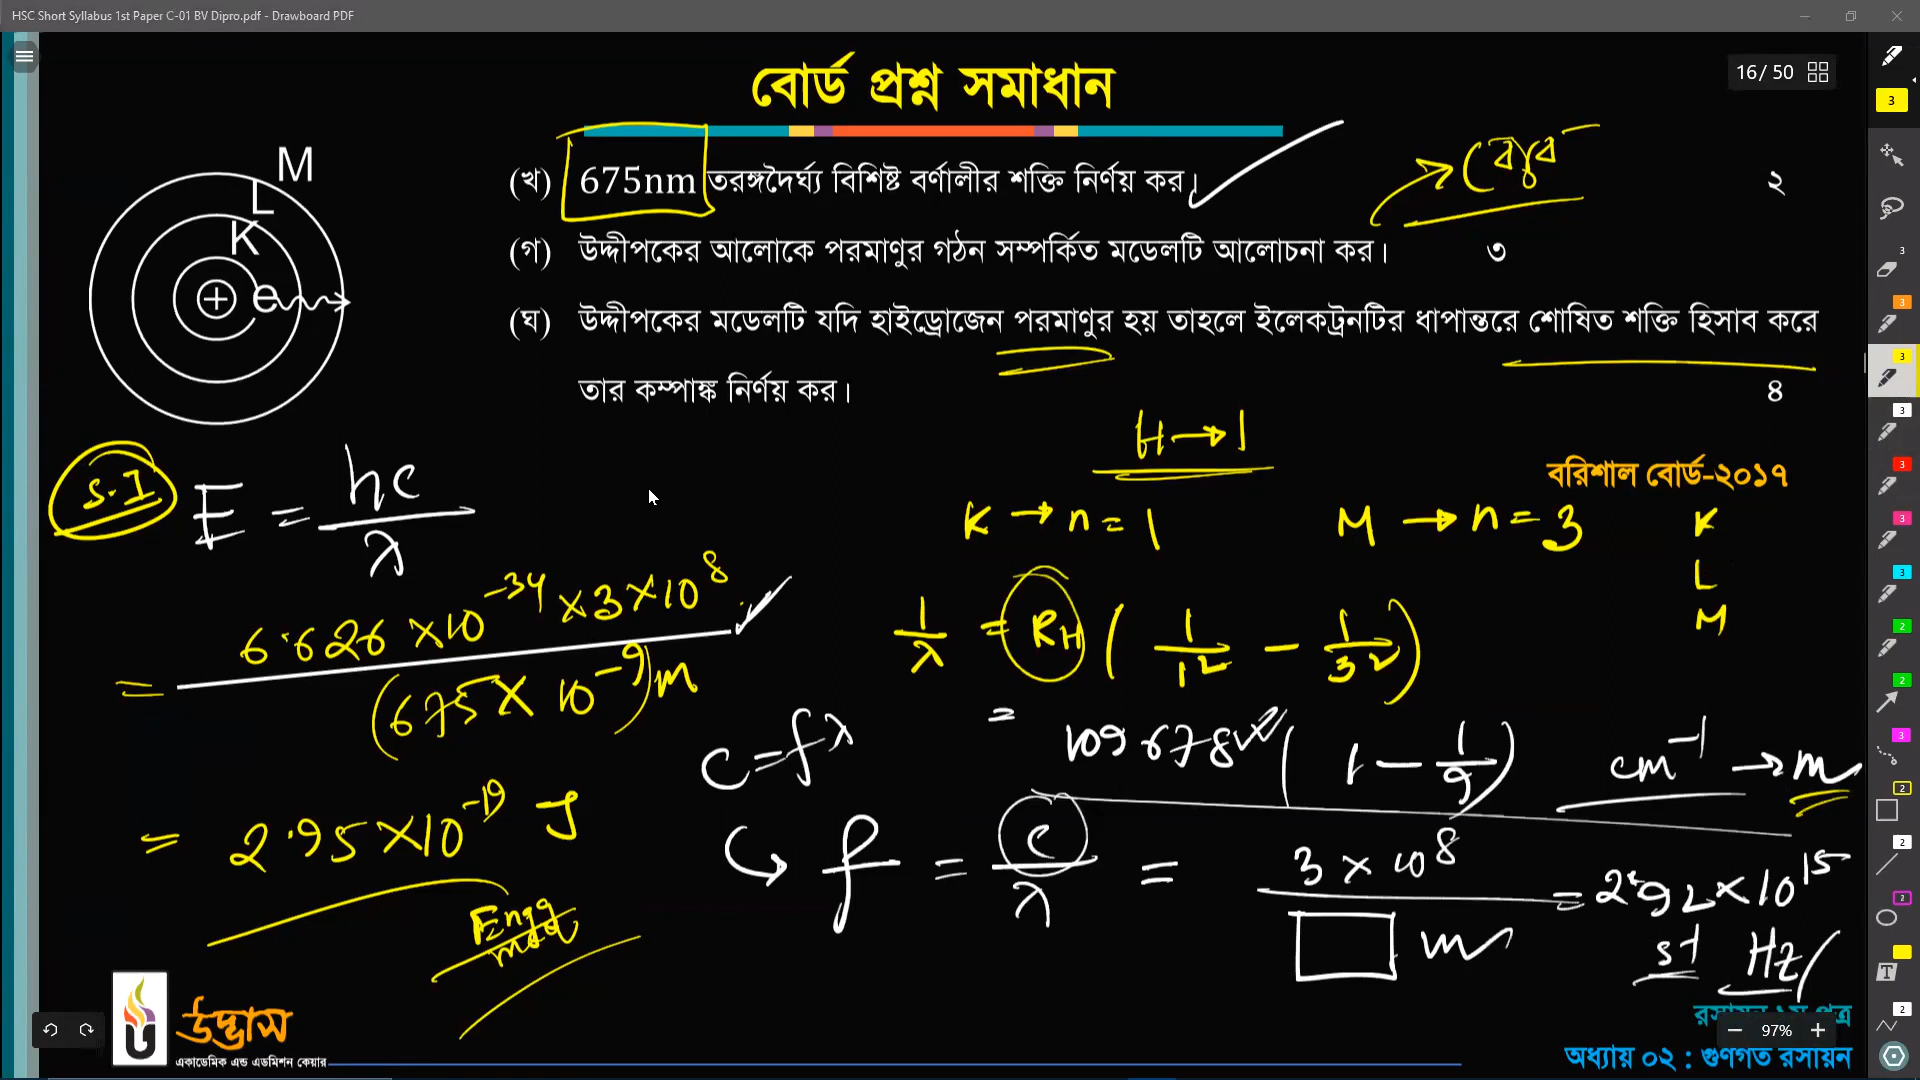 HSC Short Syllabus 1st Paper C-01 BV Dipro.pdf - Drawboard PDF
16/ 50
বোর্ড প্রশ্ন সমাধান
M
L
K
e
+
(খ) 675nm তরঙ্গদৈর্ঘ্য বিশিষ্ট বর্ণালীর শক্তি নির্ণয় কর। ২
(গ) উদ্দীপকের আলোকে পরমাণুর গঠন সম্পর্কিত মডেলটি আলোচনা কর। ৩
(ঘ) উদ্দীপকের মডেলটি যদি হাইড্রোজেন পরমাণুর হয় তাহলে ইলেকট্রনটির ধাপান্তরে শোষিত শক্তি হিসাব করে
তার কম্পাঙ্ক নির্ণয় কর। ৪
বরিশাল বোর্ড-২০১৭
S.I
E = hc/λ
= 6.626 ×10^-34 ×3×10^8 / (675× 10^-9)m
= 2.95×10^-19 J
Engg
H→1
K → n = 1
M → n = 3
K
L
M
1/λ = RH ( 1/1² - 1/3² )
= 109678 ( 1 - 1/9 )
cm^-1 → m
c = fλ
f = c/λ = 3 × 10^8 / m = 2.92×10^15
s-1 Hz
উদ্ভাস
একাডেমিক এন্ড এডমিশন কেয়ার
97%
অধ্যায় ০২ : গুণগত রসায়ন